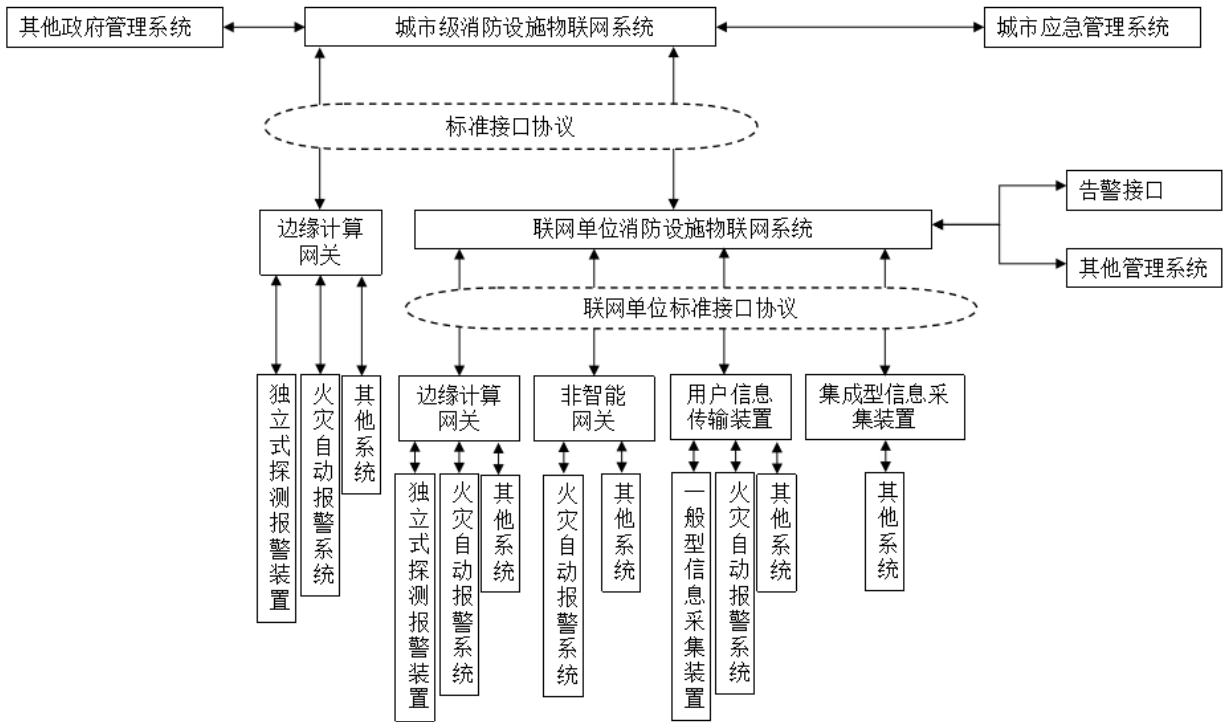 其他政府管理系统
城市级消防设施物联网系统
城市应急管理系统
标准接口协议
告警接口
边缘计算
网关
联网单位消防设施物联网系统
其他管理系统
联网单位标准接口协议
独立式探测报警装置
火灾自动报警系统
其他系统
边缘计算
网关
非智能
网关
用户信息
传输装置
集成型信息采
集装置
独立式探测报警装置
火灾自动报警系统
其他系统
火灾自动报警系统
其他系统
一般型信息采集装置
火灾自动报警系统
其他系统
其他系统